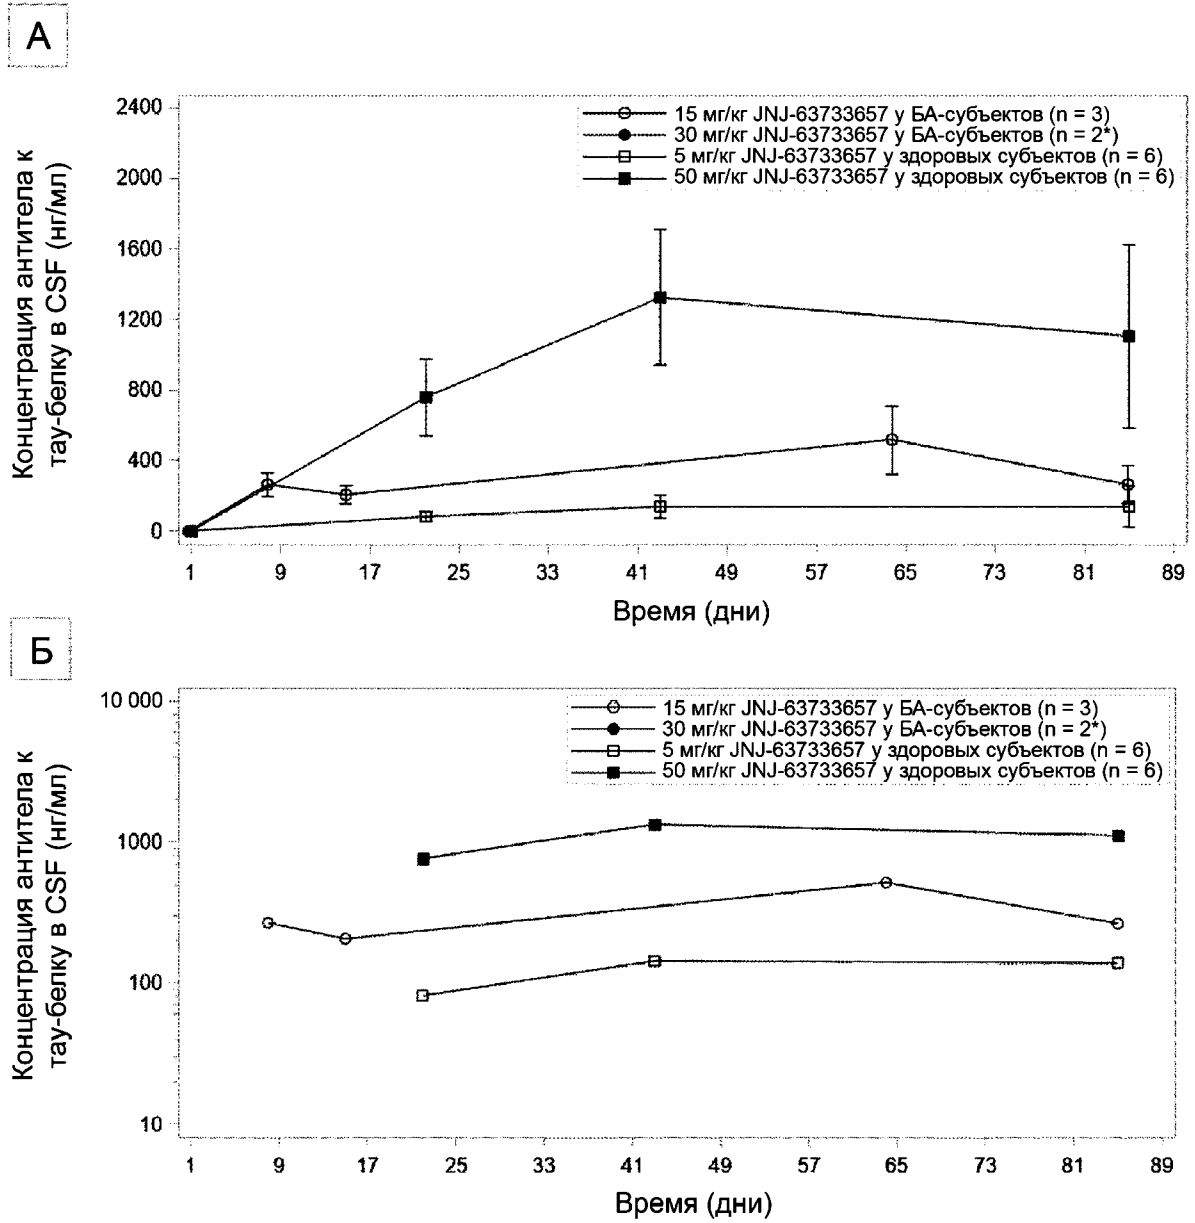 А
Концентрация антитела к
тау-белку в CSF (нг/мл)
2400
2000
1600
1200
800
400
0
15 мг/кг JNJ-63733657 у БА-субъектов (n = 3)
30 мг/кг JNJ-63733657 у БА-субъектов (n = 2*)
5 мг/кг JNJ-63733657 у здоровых субъектов (n = 6)
50 мг/кг JNJ-63733657 у здоровых субъектов (n = 6)
1 9 17 25 33 41 49 57 65 73 81 89
Время (дни)
Б
Концентрация антитела к
тау-белку в CSF (нг/мл)
10 000
1000
100
10
15 мг/кг JNJ-63733657 у БА-субъектов (n = 3)
30 мг/кг JNJ-63733657 у БА-субъектов (n = 2*)
5 мг/кг JNJ-63733657 у здоровых субъектов (n = 6)
50 мг/кг JNJ-63733657 у здоровых субъектов (n = 6)
1 9 17 25 33 41 49 57 65 73 81 89
Время (дни)